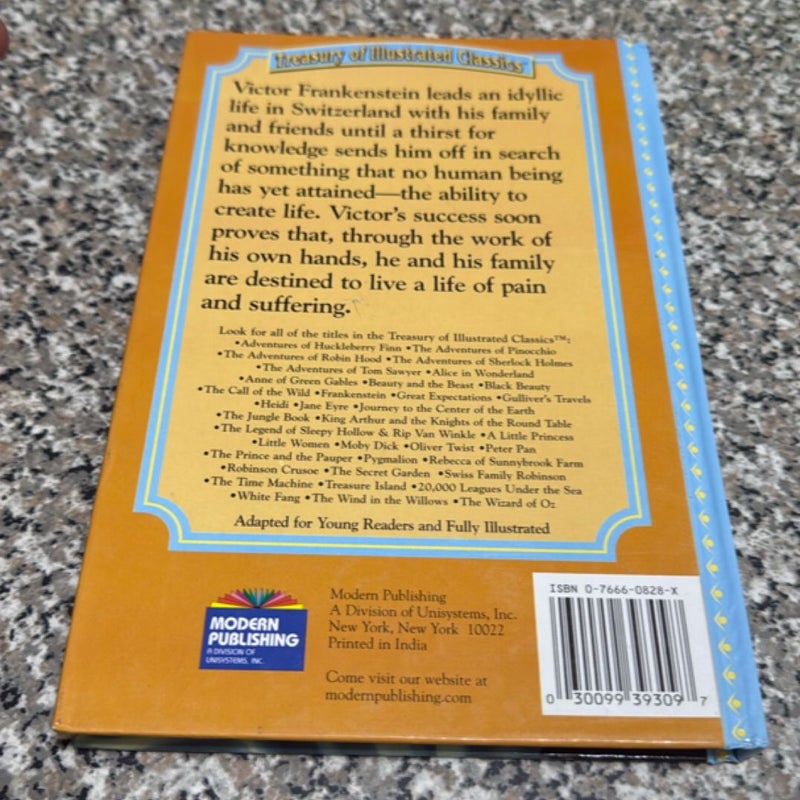 Treasury of Illustrated Classics™
Victor Frankenstein leads an idyllic
life in Switzerland with his family
and friends until a thirst for
knowledge sends him off in search
of something that no human being
has yet attained—the ability to
create life. Victor's success soon
proves that, through the work of
his own hands, he and his family
are destined to live a life of pain
and suffering.
Look for all of the titles in the Treasury of Illustrated Classics™:
•Adventures of Huckleberry Finn •The Adventures of Pinocchio
•The Adventures of Robin Hood •The Adventures of Sherlock Holmes
•The Adventures of Tom Sawyer •Alice in Wonderland
•Anne of Green Gables •Beauty and the Beast •Black Beauty
•The Call of the Wild •Frankenstein •Great Expectations •Gulliver's Travels
•Heidi •Jane Eyre •Journey to the Center of the Earth
•The Jungle Book •King Arthur and the Knights of the Round Table
•The Legend of Sleepy Hollow & Rip Van Winkle •A Little Princess
•Little Women •Moby Dick •Oliver Twist •Peter Pan
•The Prince and the Pauper •Pygmalion •Rebecca of Sunnybrook Farm
•Robinson Crusoe •The Secret Garden •Swiss Family Robinson
•The Time Machine •Treasure Island •20,000 Leagues Under the Sea
•White Fang •The Wind in the Willows •The Wizard of Oz
Adapted for Young Readers and Fully Illustrated
MODERN
PUBLISHING
A DIVISION OF
UNISYSTEMS, INC.
Modern Publishing
A Division of Unisystems, Inc.
New York, New York 10022
Printed in India
Come visit our website at
modernpublishing.com
ISBN 0-7666-0828-X
0 30099 39309 7